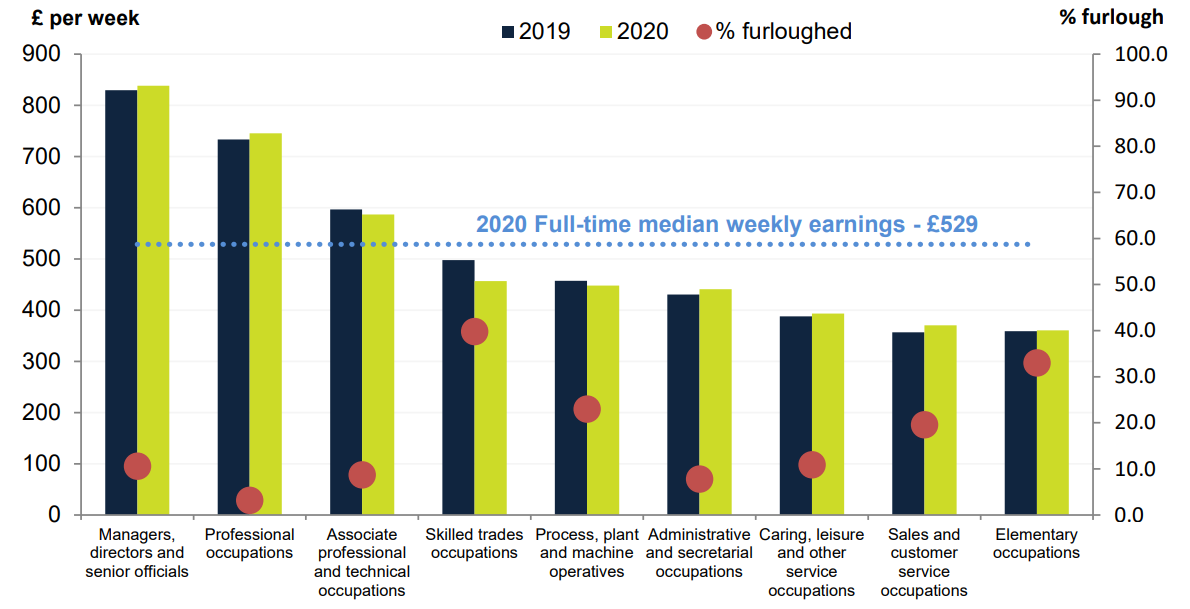 £ per week
% furlough
2019
2020
% furloughed
900
800
700
600
500
400
300
200
100
0
100.0
90.0
80.0
70.0
60.0
50.0
40.0
30.0
20.0
10.0
0.0
2020 Full-time median weekly earnings - £529
Managers,
directors and
senior officials
Professional
occupations
Associate
professional
and technical
occupations
Skilled trades
occupations
Process, plant
and machine
operatives
Administrative
and secretarial
occupations
Caring, leisure
and other
service
occupations
Sales and
customer
service
occupations
Elementary
occupations